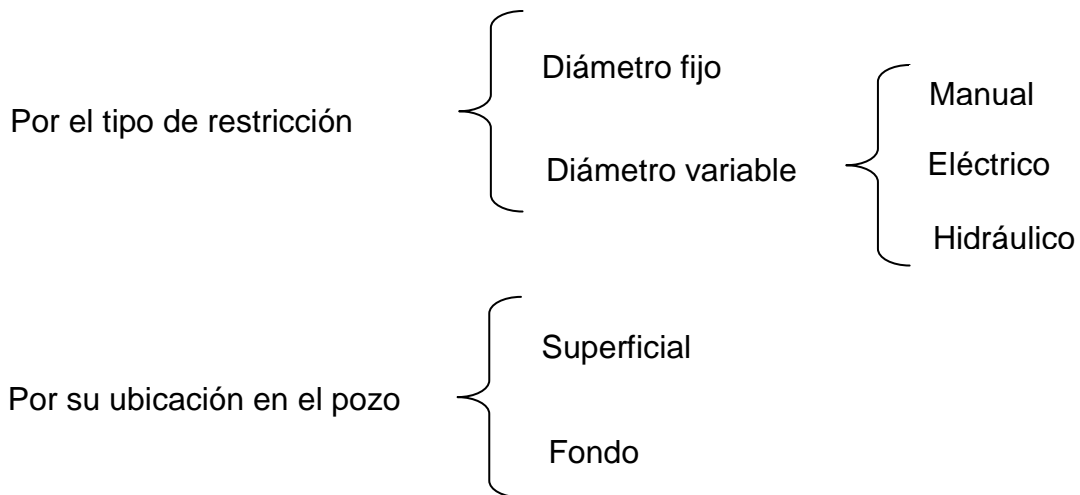 Por el tipo de restricción
Diámetro fijo
Diámetro variable
Manual
Eléctrico
Hidráulico
Por su ubicación en el pozo
Superficial
Fondo